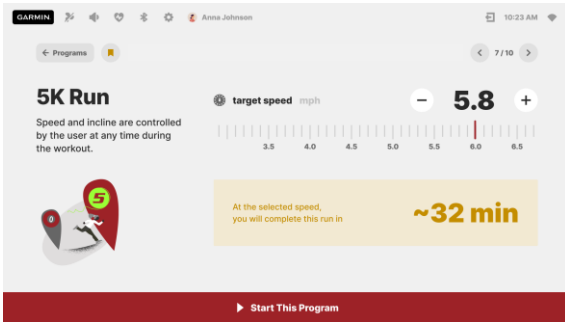 GARMIN.
Anna Johnson
10:23 AM
Programs
7/10
5K Run
Speed and incline are controlled
by the user at any time during
the workout.
target speed mph
5.8
3.5 4.0 4.5 5.0 5.5 6.0 6.5
0
5
At the selected speed,
you will complete this run in
~32 min
Start This Program